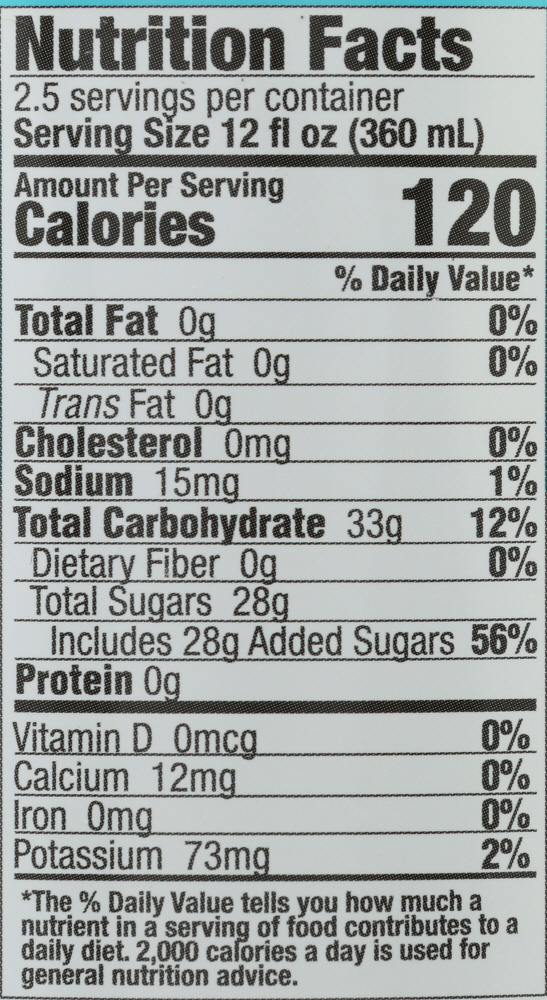 Nutrition Facts
2.5 servings per container
Serving Size 12 fl oz (360 mL)
Amount Per Serving
Calories 120
% Daily Value*
Total Fat 0g 0%
Saturated Fat 0g 0%
Trans Fat 0g
Cholesterol 0mg 0%
Sodium 15mg 1%
Total Carbohydrate 33g 12%
Dietary Fiber 0g 0%
Total Sugars 28g
Includes 28g Added Sugars 56%
Protein 0g
Vitamin D 0mcg 0%
Calcium 12mg 0%
Iron 0mg 0%
Potassium 73mg 2%
*The % Daily Value tells you how much a
nutrient in a serving of food contributes to a
daily diet. 2,000 calories a day is used for
general nutrition advice.